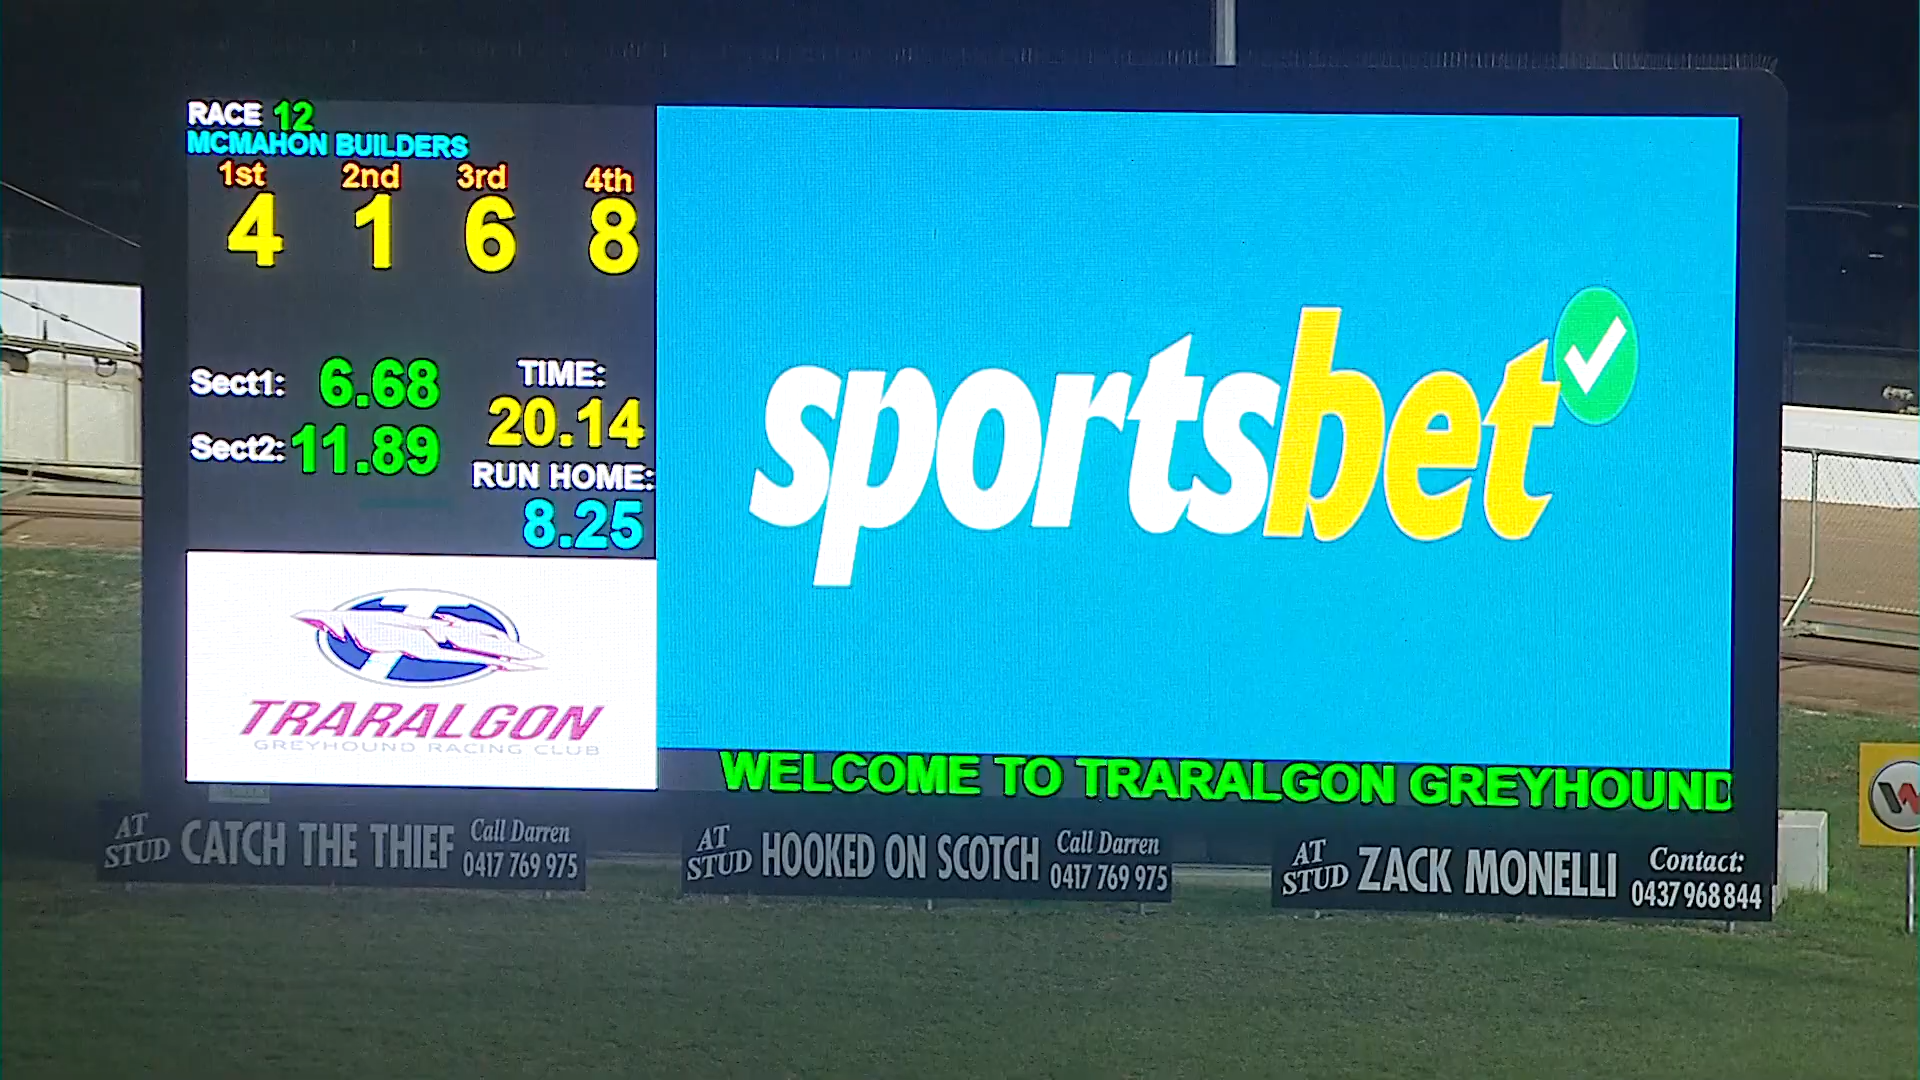 RACE 12
MCMAHON BUILDERS
1st 2nd 3rd 4th
4 1 6 8
Sect1: 6.68
Sect2: 11.89
TIME:
20.14
RUN HOME:
8.25
sportsbet
TRARALGON
GREYHOUND RACING CLUB
WELCOME TO TRARALGON GREYHOUND
AT STUD CATCH THE THIEF Call Darren 0417 769 975
AT STUD HOOKED ON SCOTCH Call Darren 0417 769 975
AT STUD ZACK MONELLI Contact: 0437 968 844